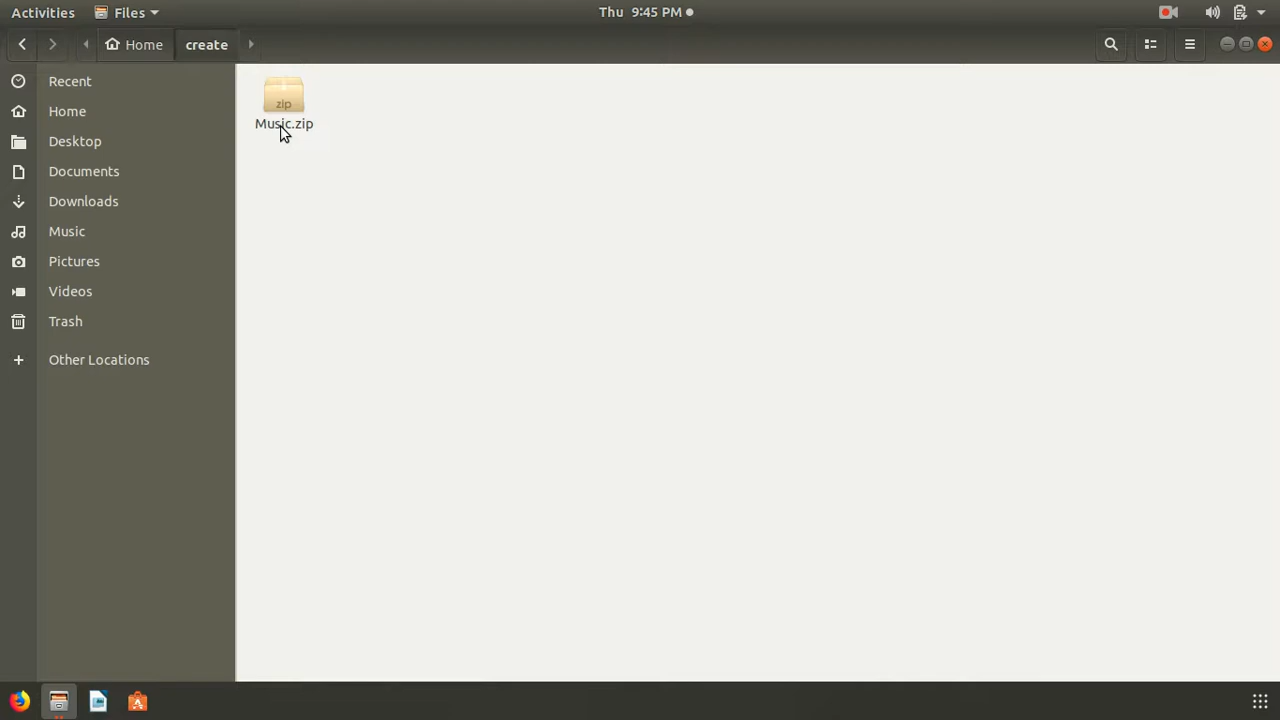 Activities
Files
Thu 9:45 PM
Home
create
Recent
Home
Desktop
Documents
Downloads
Music
Pictures
Videos
Trash
Other Locations
zip
Music.zip